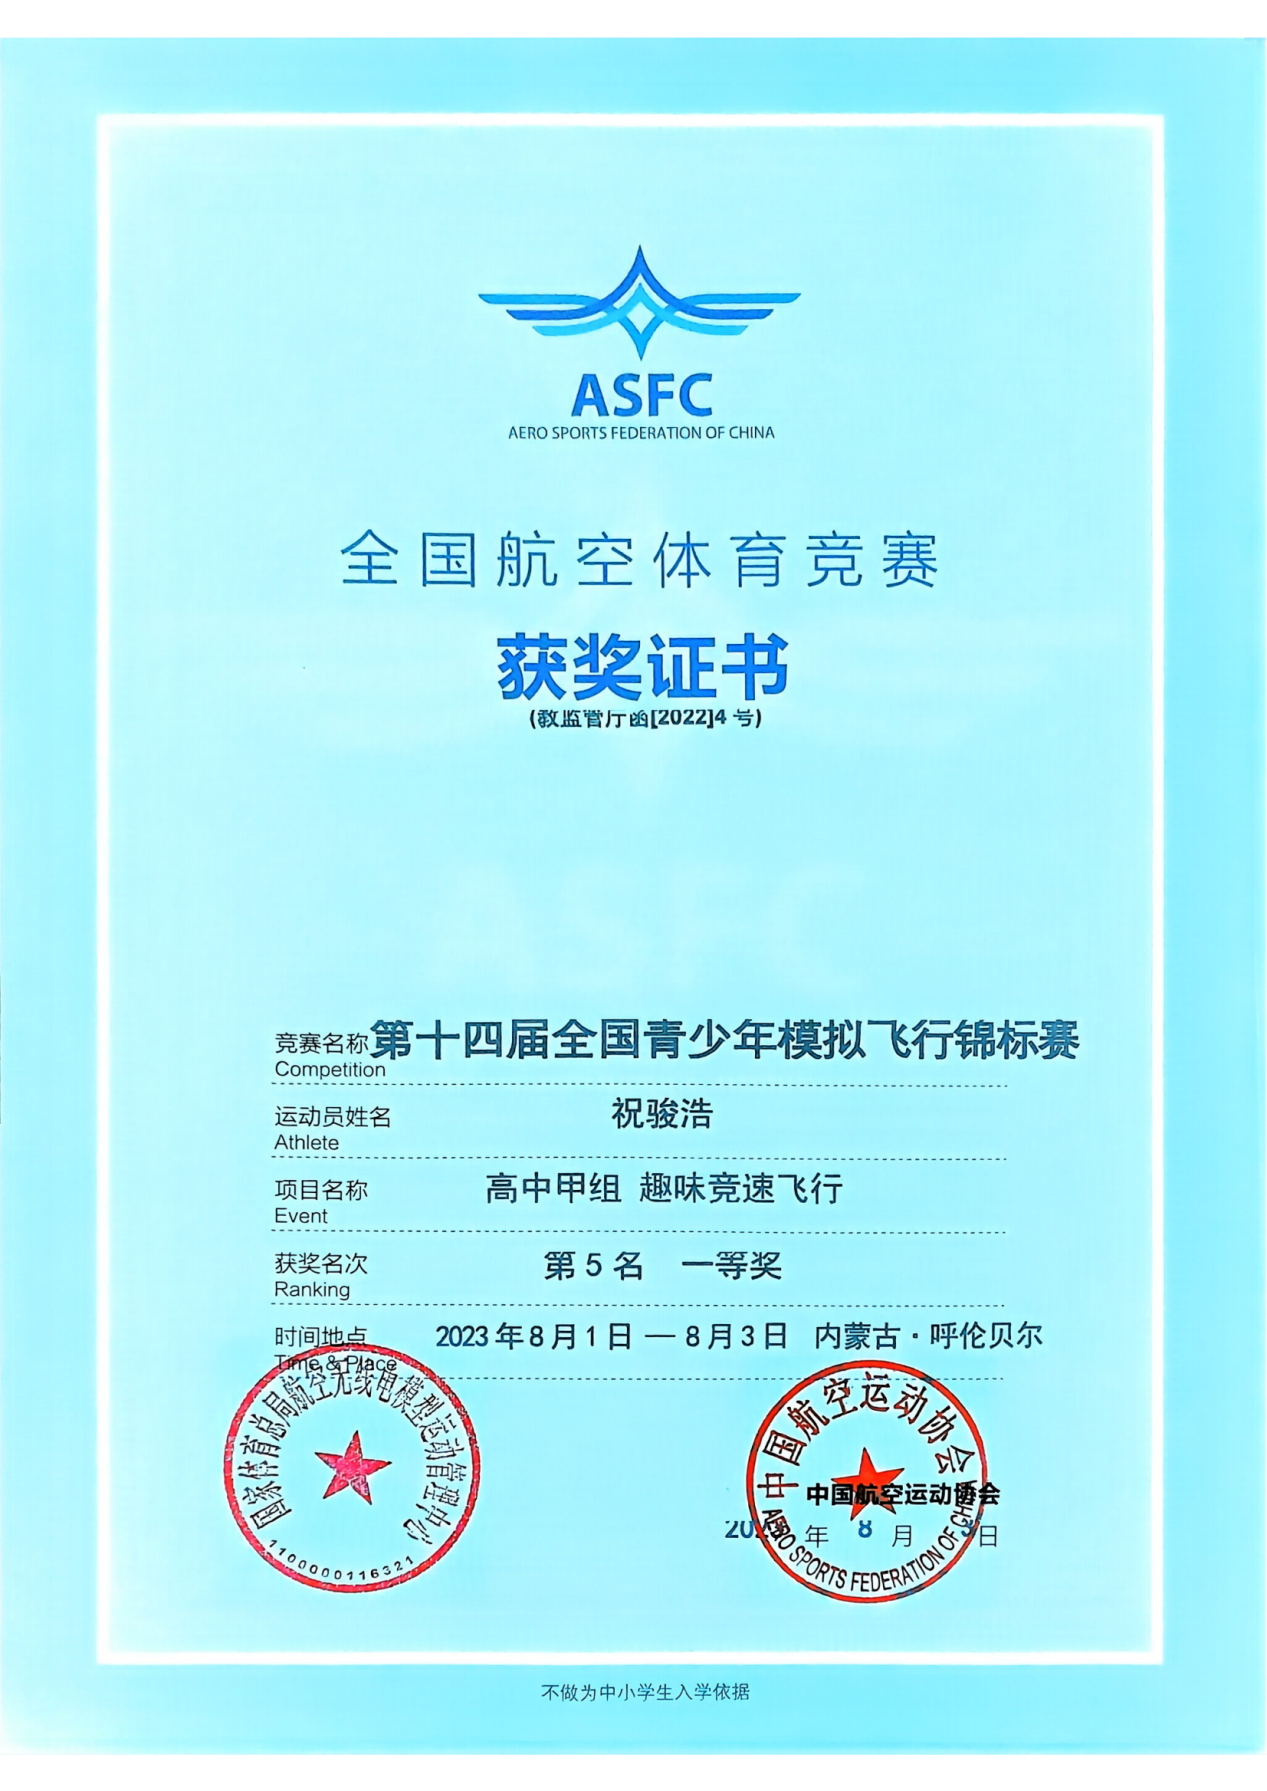 ASFC
AERO SPORTS FEDERATION OF CHINA
全国航空体育竞赛
获奖证书
(教监管厅函[2022]4 号)
ASFC
竞赛名称 第十四届全国青少年模拟飞行锦标赛
Competition
运动员姓名 祝骏浩
Athlete
项目名称 高中甲组 趣味竞速飞行
Event
获奖名次 第 5 名 一等奖
Ranking
时间地点 2023年8月1日 — 8月3日 内蒙古·呼伦贝尔
Time & Place
国家体育总局航空无线电模型运动管理中心
1100000116321
中国航空运动协会
AERO SPORTS FEDERATION OF CHINA
中国航空运动协会
2023 年 8 月 3 日
不做为中小学生入学依据